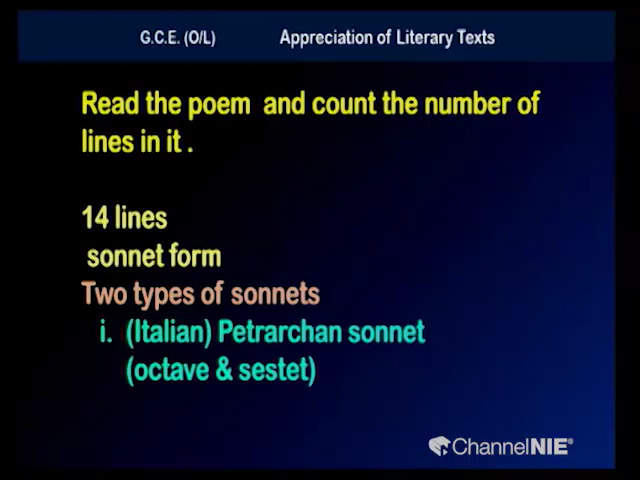 G.C.E. (O/L) Appreciation of Literary Texts
Read the poem and count the number of
lines in it .
14 lines
sonnet form
Two types of sonnets
i. (Italian) Petrarchan sonnet
(octave & sestet)
ChannelNIE®